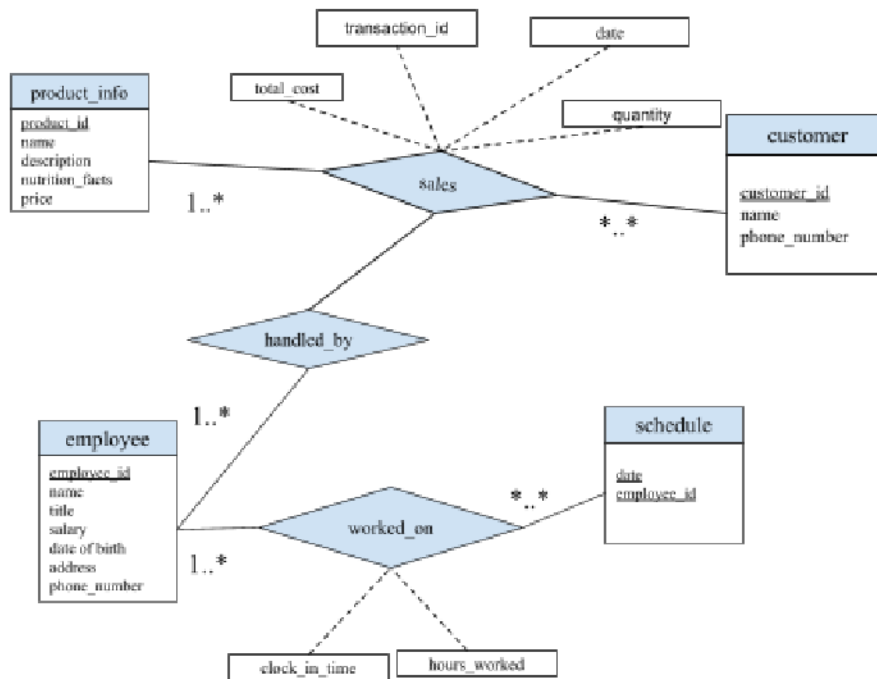 transaction_id
date
total_cost
quantity
product_info
product_id
name
description
nutrition_facts
price
1..*
sales
*..*
customer
customer_id
name
phone_number
handled_by
1..*
employee
employee_id
name
title
salary
date of birth
address
phone_number
1..*
worked_on
*..*
schedule
date
employee_id
clock_in_time
hours_worked